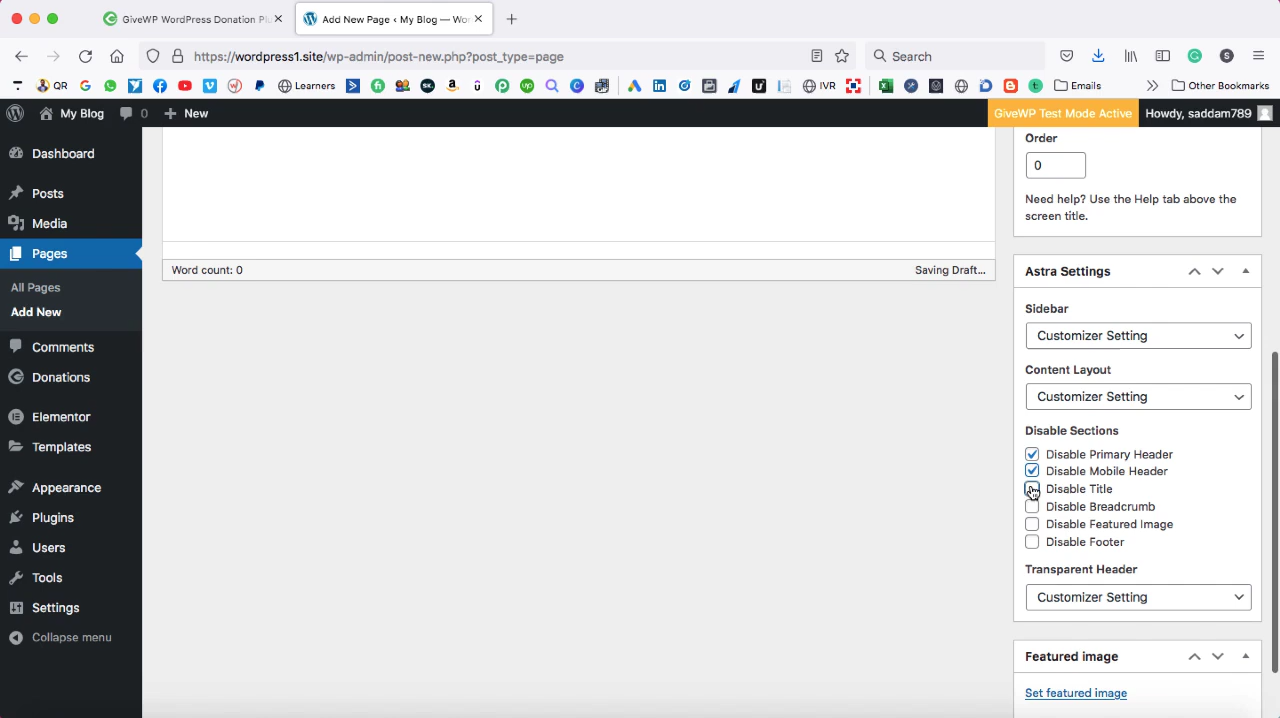 GiveWP WordPress Donation Plu
Add New Page ‹ My Blog — Wor
https://wordpress1.site/wp-admin/post-new.php?post_type=page
Search
QR
Learners
IVR
Emails
Other Bookmarks
My Blog
0
New
GiveWP Test Mode Active
Howdy, saddam789
Dashboard
Posts
Media
Pages
All Pages
Add New
Comments
Donations
Elementor
Templates
Appearance
Plugins
Users
Tools
Settings
Collapse menu
Word count: 0
Saving Draft...
Order
0
Need help? Use the Help tab above the
screen title.
Astra Settings
Sidebar
Customizer Setting
Content Layout
Customizer Setting
Disable Sections
Disable Primary Header
Disable Mobile Header
Disable Title
Disable Breadcrumb
Disable Featured Image
Disable Footer
Transparent Header
Customizer Setting
Featured image
Set featured image